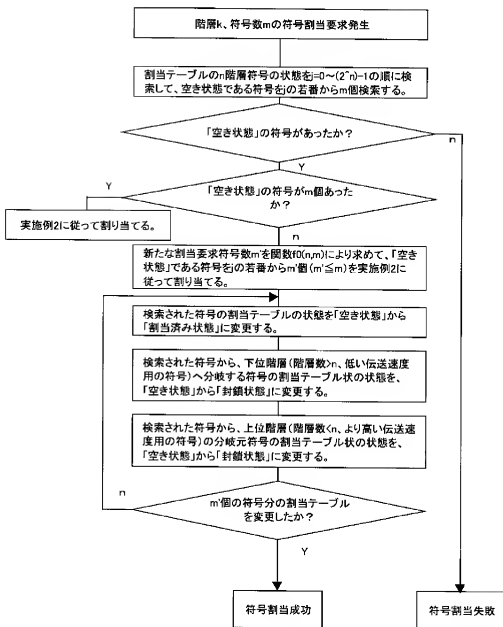 階層k、符号数mの符号割当要求発生
割当テーブルのn階層符号の状態をj=0～(2^n)-1の順に検
索して、空き状態である符号をjの若番からm個検索する。
「空き状態」の符号があったか？
n
Y
Y
「空き状態」の符号がm個あった
か？
実施例2に従って割り当てる。
n
新たな割当要求符号数m'を関数f0(n,m)により求めて、「空き
状態」である符号をjの若番からm'個(m'≦m)を実施例2に
従って割り当てる。
検索された符号の割当テーブルの状態を「空き状態」から
「割当済み状態」に変更する。
検索された符号から、下位階層(階層数>n、低い伝送速度
用の符号)へ分岐する符号の割当テーブル状の状態を、
「空き状態」から「封鎖状態」に変更する。
検索された符号から、上位階層(階層数<n、より高い伝送速
度用の符号)の分岐元符号の割当テーブル状の状態を、
「空き状態」から「封鎖状態」に変更する。
n
m'個の符号分の割当テーブル
を変更したか？
Y
符号割当成功
符号割当失敗